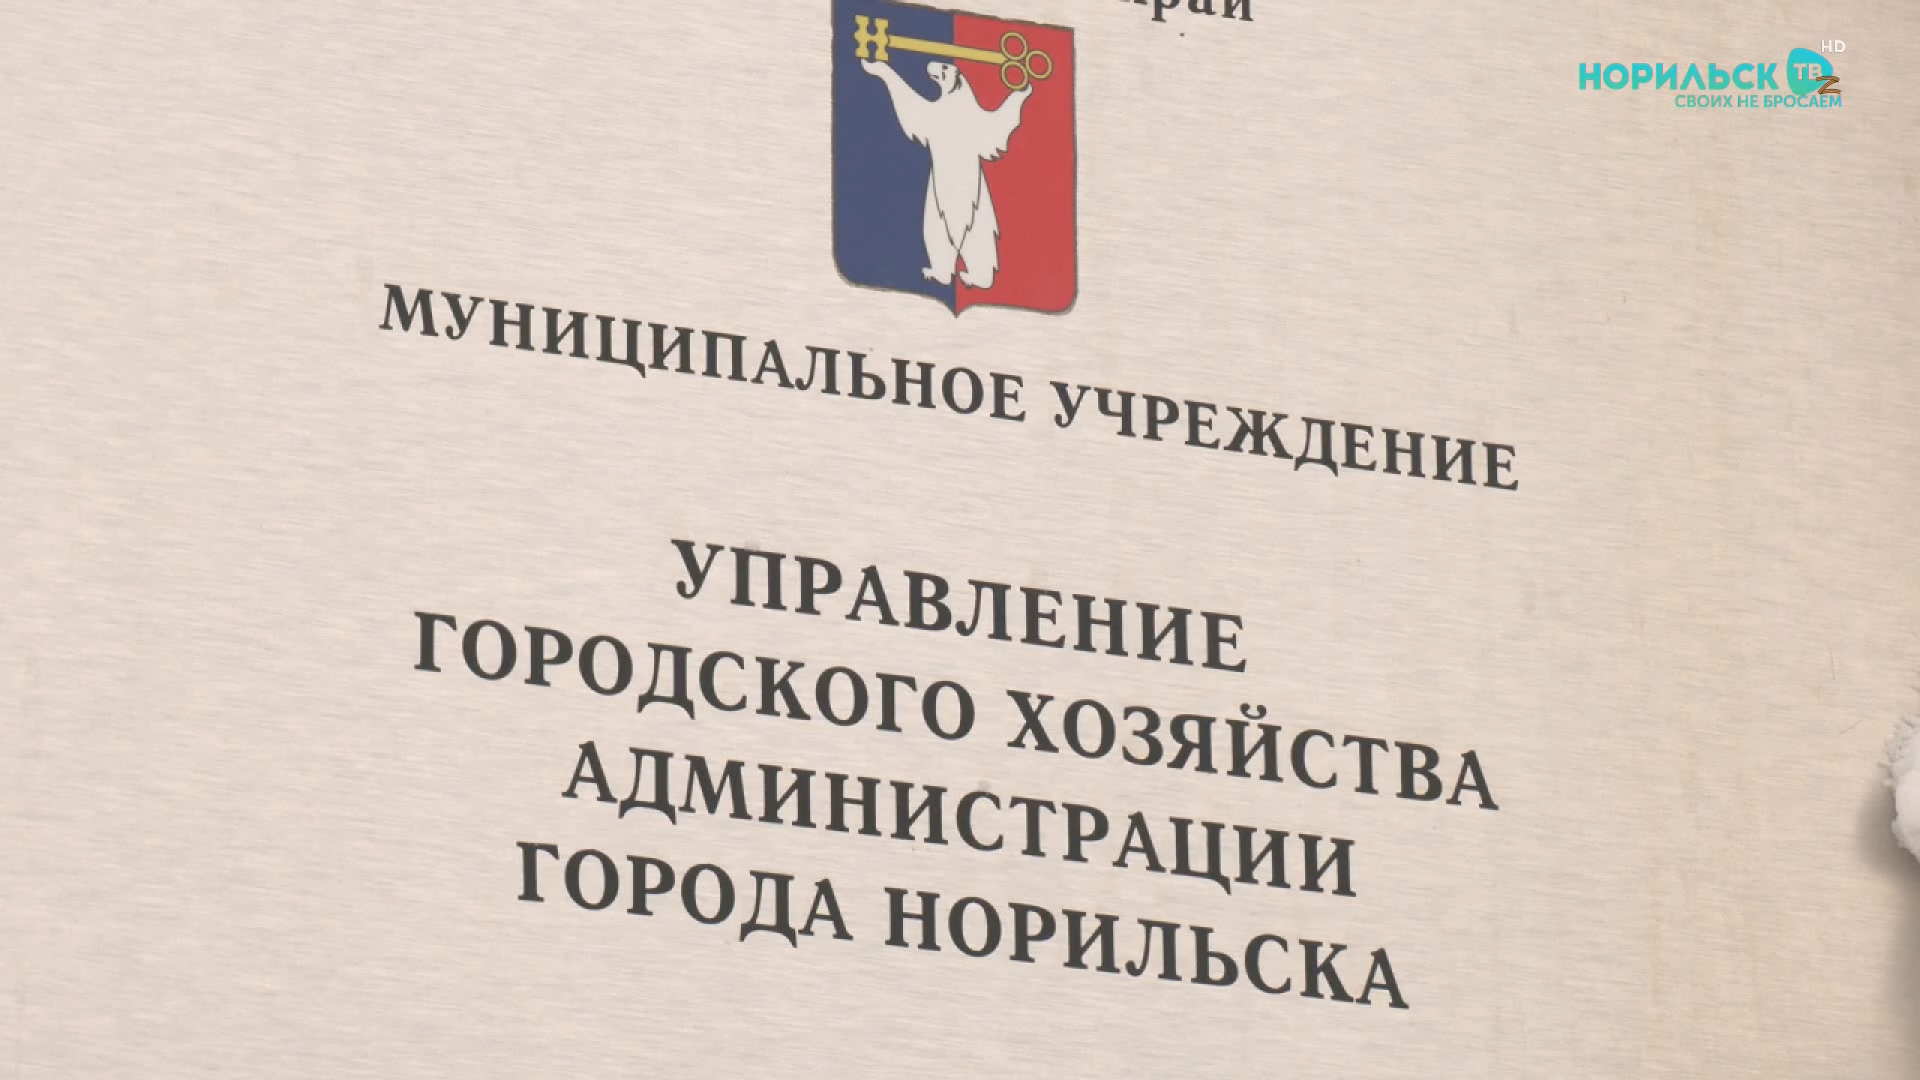 НОРИЛЬСК ТВ HD
СВОИХ НЕ БРОСАЕМ
МУНИЦИПАЛЬНОЕ УЧРЕЖДЕНИЕ
УПРАВЛЕНИЕ
ГОРОДСКОГО ХОЗЯЙСТВА
АДМИНИСТРАЦИИ
ГОРОДА НОРИЛЬСКА